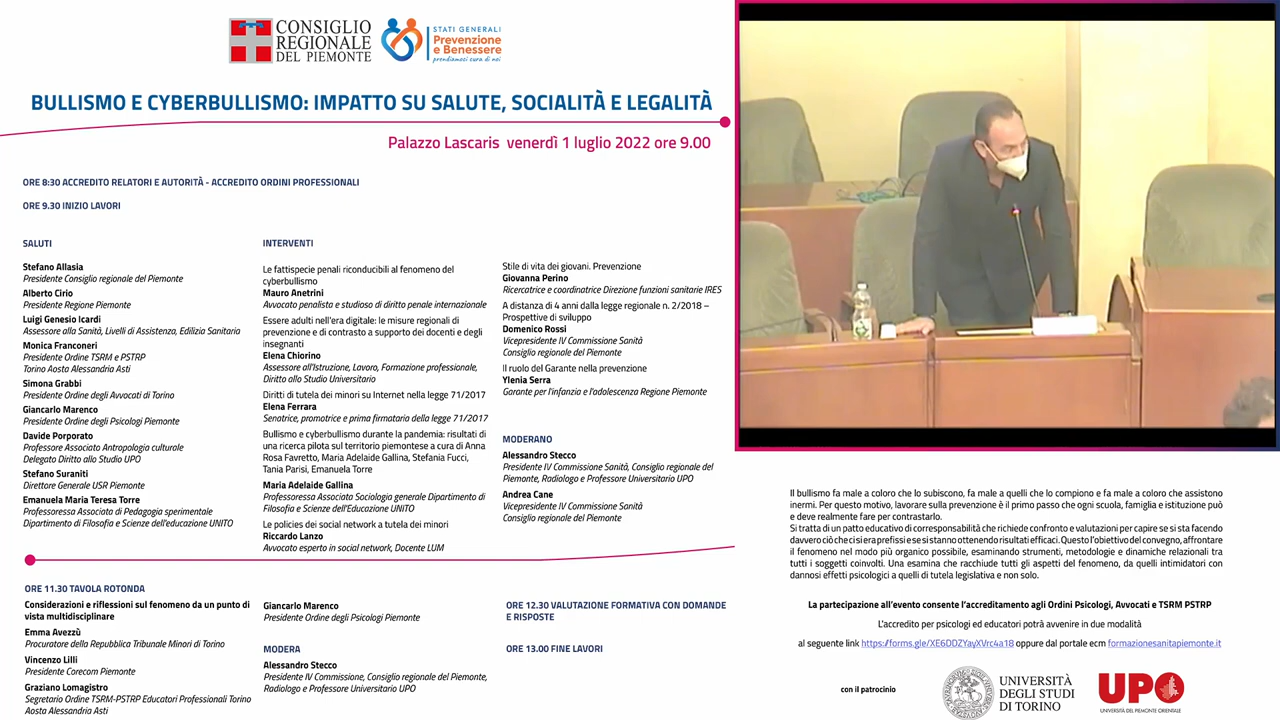 CONSIGLIO
REGIONALE
DEL PIEMONTE
STATI GENERALI
Prevenzione
e Benessere
prendiamoci cura di noi
BULLISMO E CYBERBULLISMO: IMPATTO SU SALUTE, SOCIALITÀ E LEGALITÀ
Palazzo Lascaris venerdì 1 luglio 2022 ore 9.00
ORE 8:30 ACCREDITO RELATORI E AUTORITÀ - ACCREDITO ORDINI PROFESSIONALI
ORE 9.30 INIZIO LAVORI
SALUTI
Stefano Allasia
Presidente Consiglio regionale del Piemonte
Alberto Cirio
Presidente Regione Piemonte
Luigi Genesio Icardi
Assessore alla Sanità, Livelli di Assistenza, Edilizia Sanitaria
Monica Franconeri
Presidente Ordine TSRM e PSTRP
Torino Aosta Alessandria Asti
Simona Grabbi
Presidente Ordine degli Avvocati di Torino
Giancarlo Marenco
Presidente Ordine degli Psicologi Piemonte
Davide Porporato
Professore Associato Antropologia culturale
Delegato Diritto allo Studio UPO
Stefano Suraniti
Direttore Generale USR Piemonte
Emanuela Maria Teresa Torre
Professoressa Associata di Pedagogia sperimentale
Dipartimento di Filosofia e Scienze dell'educazione UNITO
INTERVENTI
Le fattispecie penali riconducibili al fenomeno del
cyberbullismo
Mauro Anetrini
Avvocato penalista e studioso di diritto penale internazionale
Essere adulti nell'era digitale: le misure regionali di
prevenzione e di contrasto a supporto dei docenti e degli
insegnanti
Elena Chiorino
Assessore all'Istruzione, Lavoro, Formazione professionale,
Diritto allo Studio Universitario
Diritti di tutela dei minori su Internet nella legge 71/2017
Elena Ferrara
Senatrice, promotrice e prima firmataria della legge 71/2017
Bullismo e cyberbullismo durante la pandemia: risultati di
una ricerca pilota sul territorio piemontese a cura di Anna
Rosa Favretto, Maria Adelaide Gallina, Stefania Fucci,
Tania Parisi, Emanuela Torre
Maria Adelaide Gallina
Professoressa Associata Sociologia generale Dipartimento di
Filosofia e Scienze dell'Educazione UNITO
Le policies dei social network a tutela dei minori
Riccardo Lanzo
Avvocato esperto in social network, Docente LUM
Stile di vita dei giovani. Prevenzione
Giovanna Perino
Ricercatrice e coordinatrice Direzione funzioni sanitarie IRES
A distanza di 4 anni dalla legge regionale n. 2/2018 –
Prospettive di sviluppo
Domenico Rossi
Vicepresidente IV Commissione Sanità
Consiglio regionale del Piemonte
Il ruolo del Garante nella prevenzione
Ylenia Serra
Garante per l'infanzia e l'adolescenza Regione Piemonte
MODERANO
Alessandro Stecco
Presidente IV Commissione Sanità, Consiglio regionale del
Piemonte, Radiologo e Professore Universitario UPO
Andrea Cane
Vicepresidente IV Commissione Sanità
Consiglio regionale del Piemonte
ORE 11.30 TAVOLA ROTONDA
Considerazioni e riflessioni sul fenomeno da un punto di
vista multidisciplinare
Emma Avezzù
Procuratore della Repubblica Tribunale Minori di Torino
Vincenzo Lilli
Presidente Corecom Piemonte
Graziano Lomagistro
Segretario Ordine TSRM-PSTRP Educatori Professionali Torino
Aosta Alessandria Asti
Giancarlo Marenco
Presidente Ordine degli Psicologi Piemonte
MODERA
Alessandro Stecco
Presidente IV Commissione, Consiglio regionale del Piemonte,
Radiologo e Professore Universitario UPO
ORE 12.30 VALUTAZIONE FORMATIVA CON DOMANDE
E RISPOSTE
ORE 13.00 FINE LAVORI
Il bullismo fa male a coloro che lo subiscono, fa male a quelli che lo compiono e fa male a coloro che assistono
inermi. Per questo motivo, lavorare sulla prevenzione è il primo passo che ogni scuola, famiglia e istituzione può
e deve realmente fare per contrastarlo.
Si tratta di un patto educativo di corresponsabilità che richiede confronto e valutazioni per capire se si sta facendo
davvero ciò che ci si era prefissi e se si stanno ottenendo risultati efficaci. Questo l'obiettivo del convegno, affrontare
il fenomeno nel modo più organico possibile, esaminando strumenti, metodologie e dinamiche relazionali tra
tutti i soggetti coinvolti. Una esamina che racchiude tutti gli aspetti del fenomeno, da quelli intimidatori con
dannosi effetti psicologici a quelli di tutela legislativa e non solo.
La partecipazione all'evento consente l'accreditamento agli Ordini Psicologi, Avvocati e TSRM PSTRP
L'accredito per psicologi ed educatori potrà avvenire in due modalità
al seguente link https://forms.gle/XE6DDZYayXVrc4a18 oppure dal portale ecm formazionesanitapiemonte.it
con il patrocinio
UNIVERSITÀ
DEGLI STUDI
DI TORINO
UPO
UNIVERSITÀ DEL PIEMONTE ORIENTALE